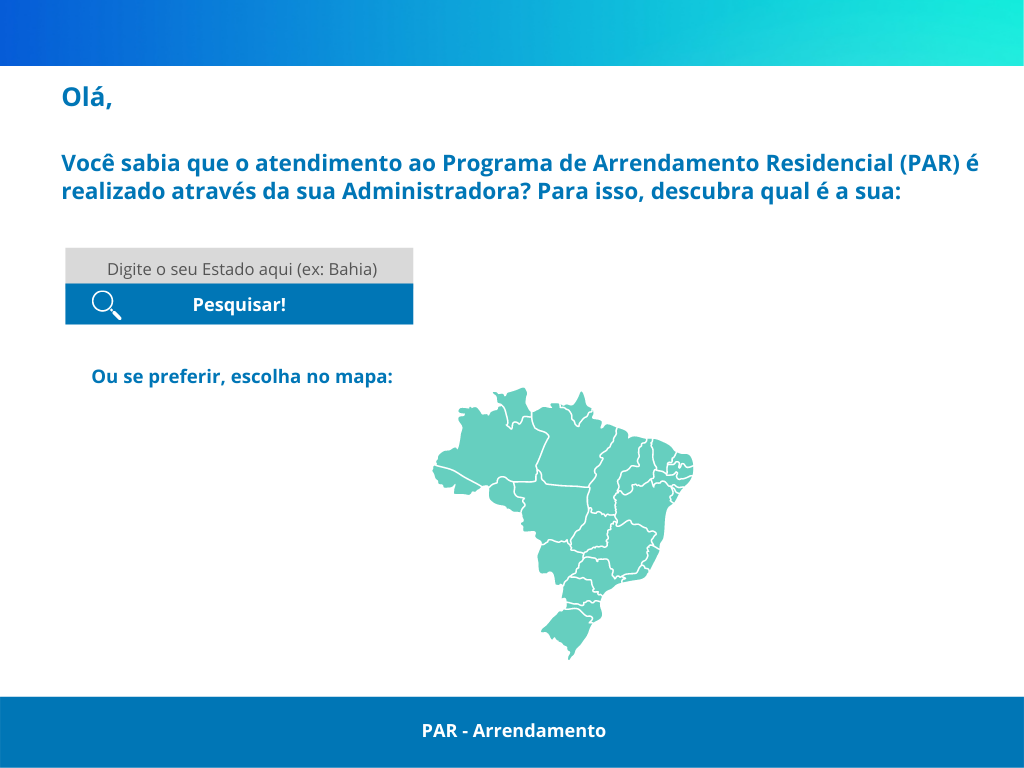 Olá,
Você sabia que o atendimento ao Programa de Arrendamento Residencial (PAR) é
realizado através da sua Administradora? Para isso, descubra qual é a sua:
Digite o seu Estado aqui (ex: Bahia)
Pesquisar!
Ou se preferir, escolha no mapa:
PAR - Arrendamento